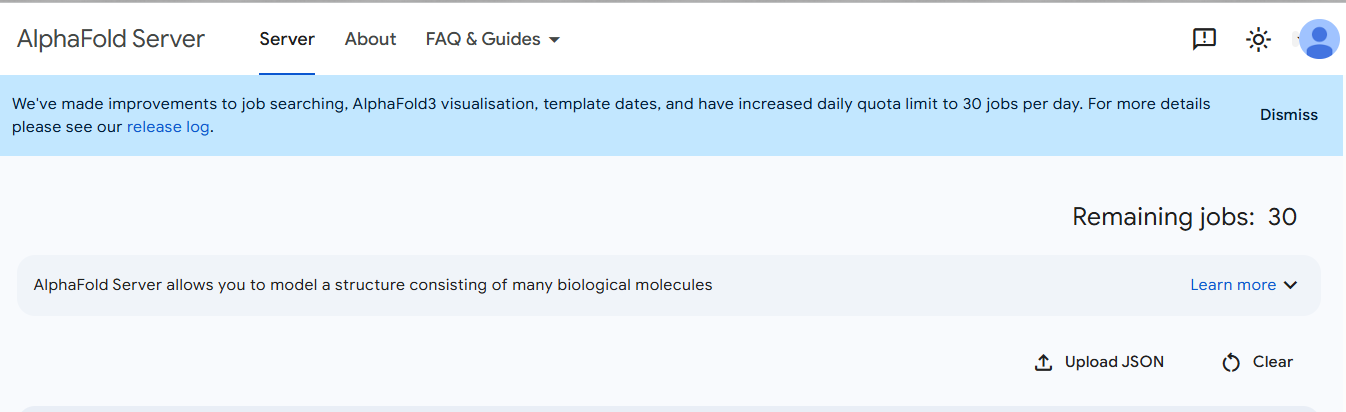 AlphaFold Server
Server
About
FAQ & Guides
We've made improvements to job searching, AlphaFold3 visualisation, template dates, and have increased daily quota limit to 30 jobs per day. For more details
please see our release log.
Dismiss
Remaining jobs: 30
AlphaFold Server allows you to model a structure consisting of many biological molecules
Learn more
Upload JSON
Clear